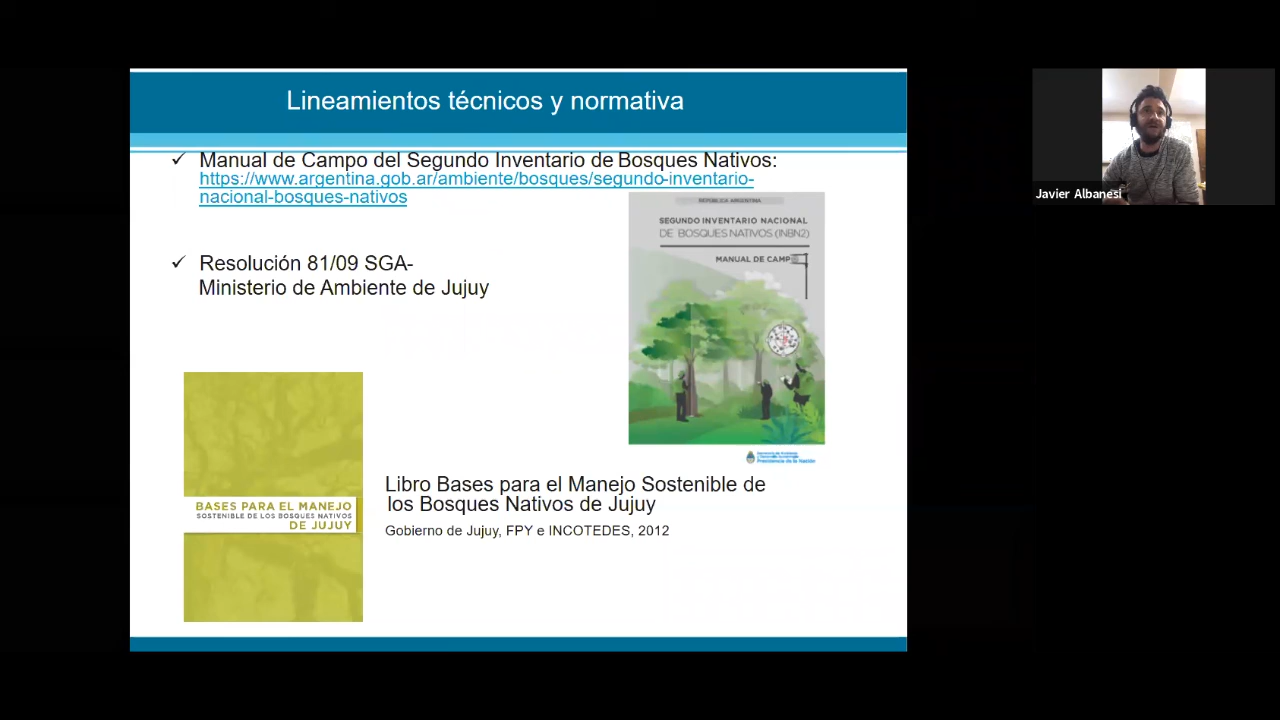 Lineamientos técnicos y normativa
✓ Manual de Campo del Segundo Inventario de Bosques Nativos:
https://www.argentina.gob.ar/ambiente/bosques/segundo-inventario-
nacional-bosques-nativos
REPÚBLICA ARGENTINA
SEGUNDO INVENTARIO NACIONAL
DE BOSQUES NATIVOS (INBN2)
MANUAL DE CAMPO
✓ Resolución 81/09 SGA-
Ministerio de Ambiente de Jujuy
Presidencia de la Nación
BASES PARA EL MANEJO
SOSTENIBLE DE LOS BOSQUES NATIVOS
DE JUJUY
Libro Bases para el Manejo Sostenible de
los Bosques Nativos de Jujuy
Gobierno de Jujuy, FPY e INCOTEDES, 2012
Javier Albanesi